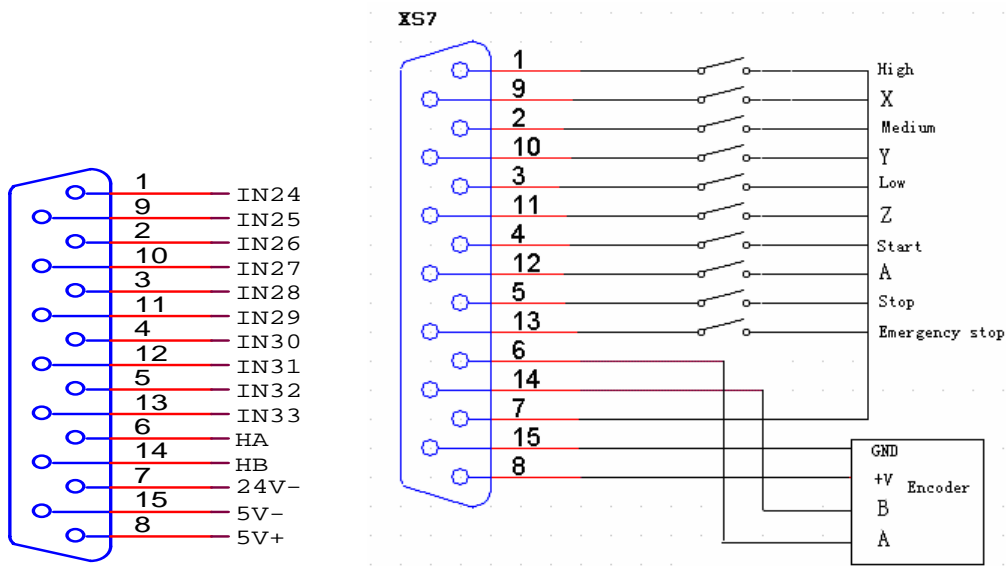 XS7
1 IN24
9 IN25
2 IN26
10 IN27
3 IN28
11 IN29
4 IN30
12 IN31
5 IN32
13 IN33
6 HA
14 HB
7 24V-
15 5V-
8 5V+
1 High
9 X
2 Medium
10 Y
3 Low
11 Z
4 Start
12 A
5 Stop
13 Emergency stop
6
14
7
15 GND
8 +V Encoder
B
A